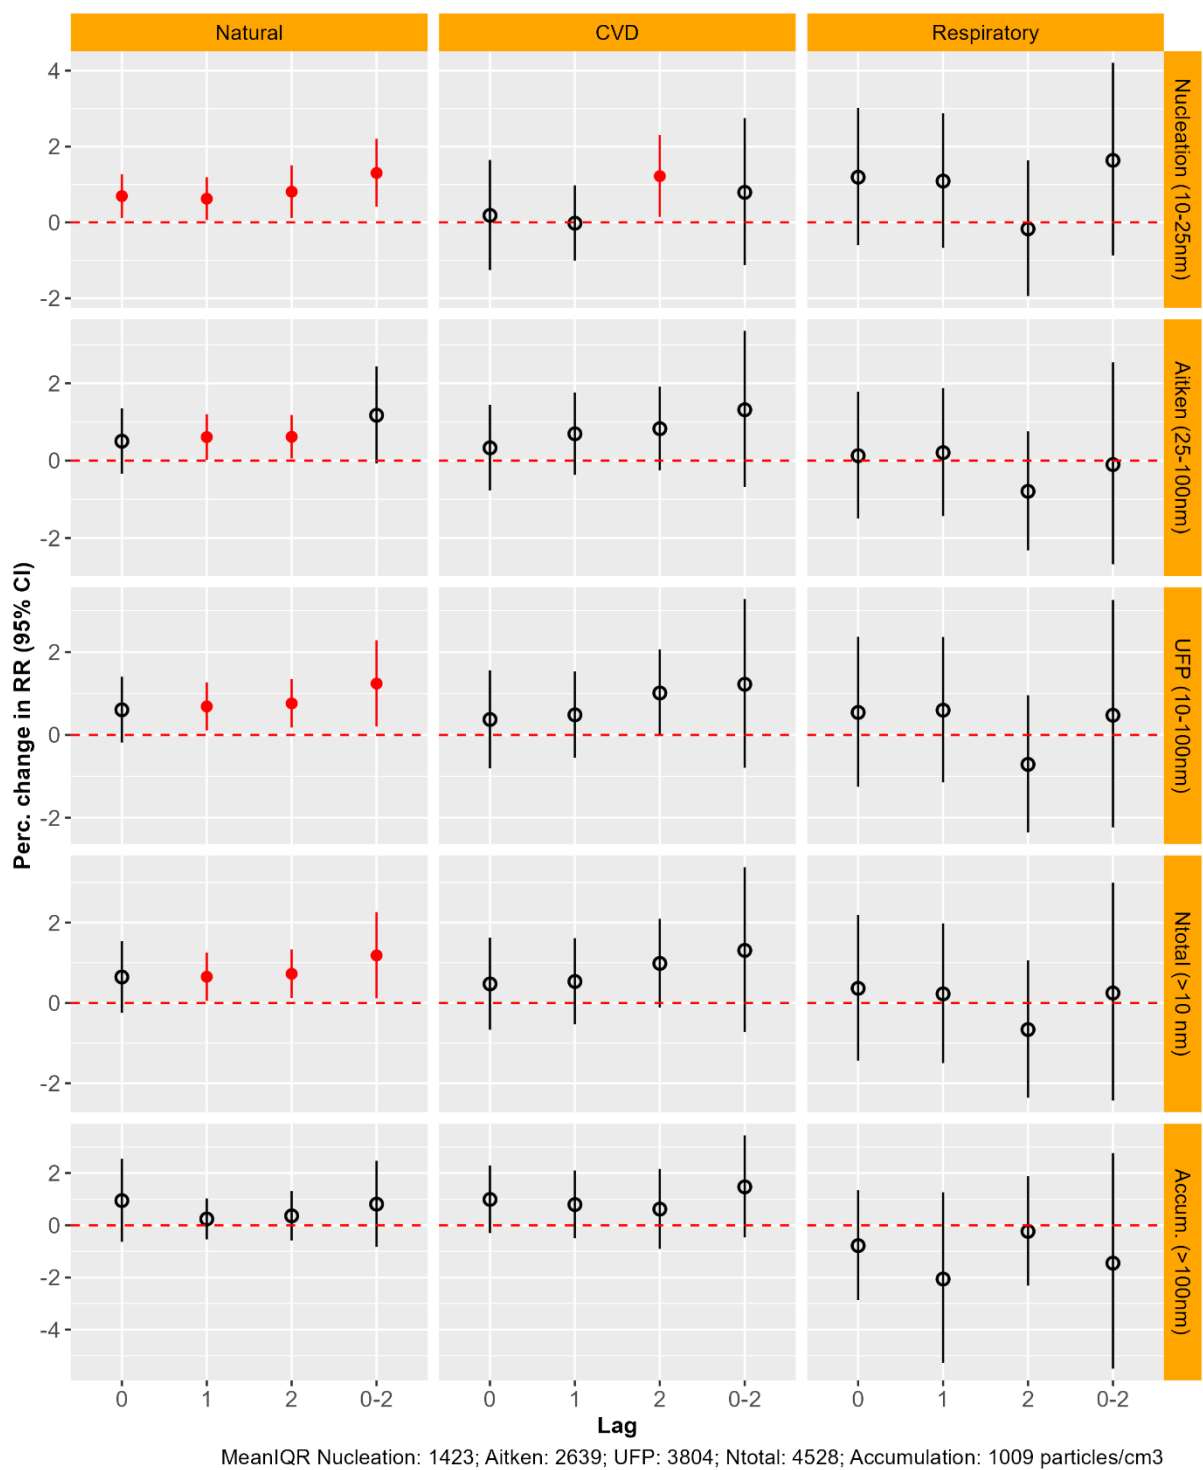 Natural CVD Respiratory
4
2
0
-2
Nucleation (10-25nm)
2
0
-2
Aitken (25-100nm)
2
0
-2
UFP (10-100nm)
2
0
-2
Ntotal (>10 nm)
2
0
-2
-4
Accum. (>100nm)
Perc. change in RR (95% CI)
0 1 2 0-2 0 1 2 0-2 0 1 2 0-2
Lag
MeanIQR Nucleation: 1423; Aitken: 2639; UFP: 3804; Ntotal: 4528; Accumulation: 1009 particles/cm3